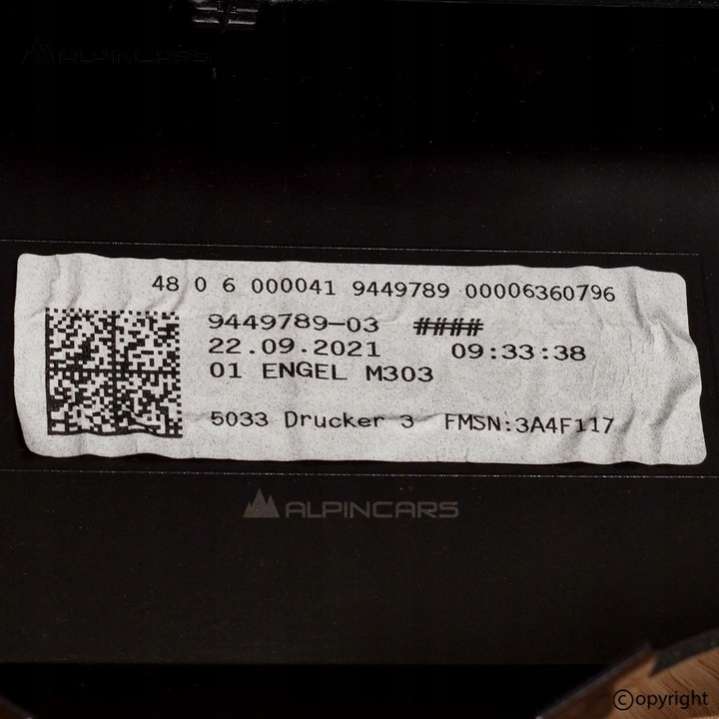 48 0 6 000041 9449789 00006360796
9449789-03 ####
22.09.2021 09:33:38
01 ENGEL M303
5033 Drucker 3 FMSN:3A4F117
ALPINCARS
ALPINCARS
©opyright